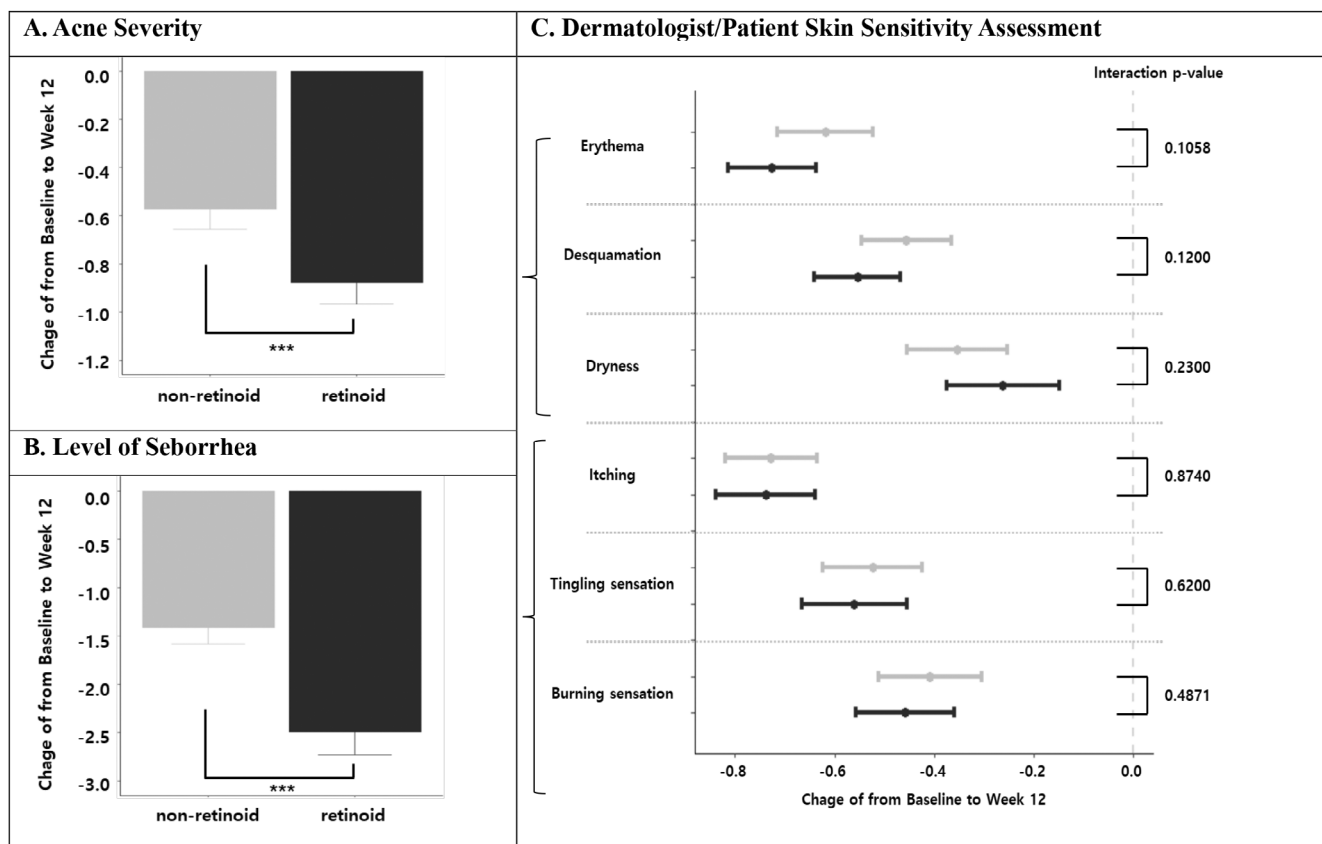 A. Acne Severity
Chage of from Baseline to Week 12
0.0
-0.2
-0.4
-0.6
-0.8
-1.0
-1.2
***
non-retinoid
retinoid
B. Level of Seborrhea
Chage of from Baseline to Week 12
0.0
-0.5
-1.0
-1.5
-2.0
-2.5
-3.0
***
non-retinoid
retinoid
C. Dermatologist/Patient Skin Sensitivity Assessment
Interaction p-value
Erythema
0.1058
Desquamation
0.1200
Dryness
0.2300
Itching
0.8740
Tingling sensation
0.6200
Burning sensation
0.4871
-0.8
-0.6
-0.4
-0.2
0.0
Chage of from Baseline to Week 12